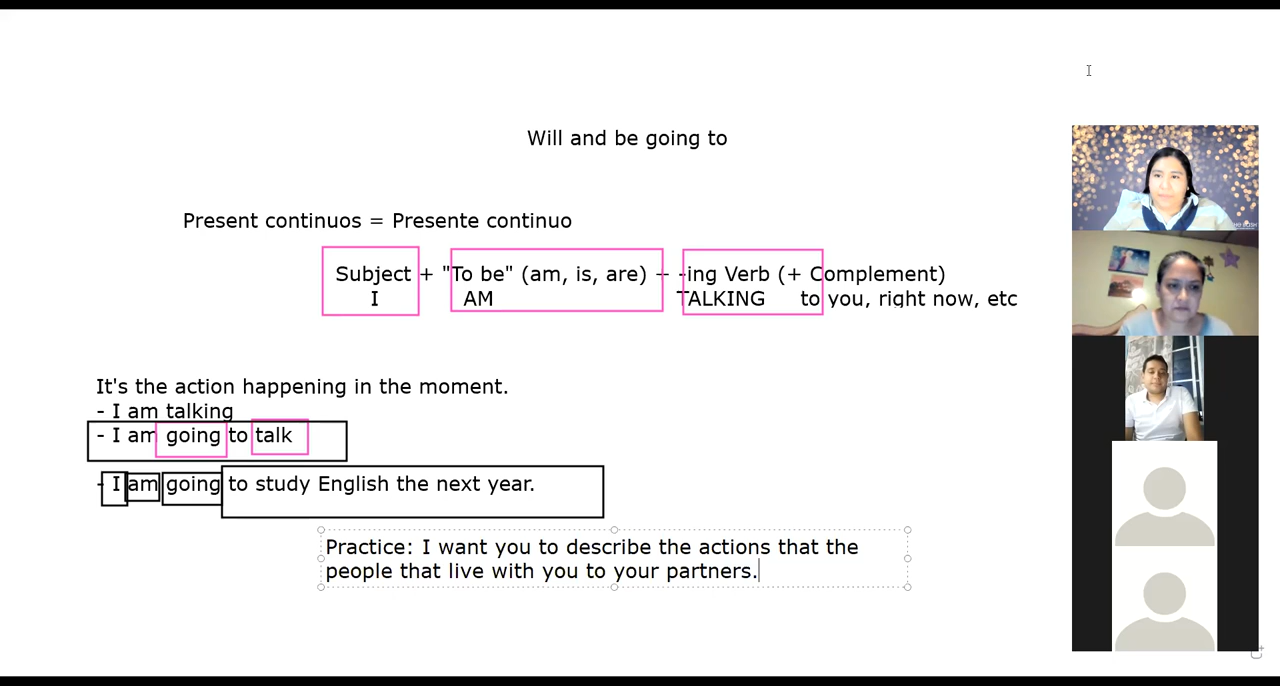 Will and be going to
Present continuos = Presente continuo
Subject + "To be" (am, is, are) + -ing Verb (+ Complement)
I AM TALKING to you, right now, etc
It's the action happening in the moment.
- I am talking
- I am going to talk
- I am going to study English the next year.
Practice: I want you to describe the actions that the
people that live with you to your partners.